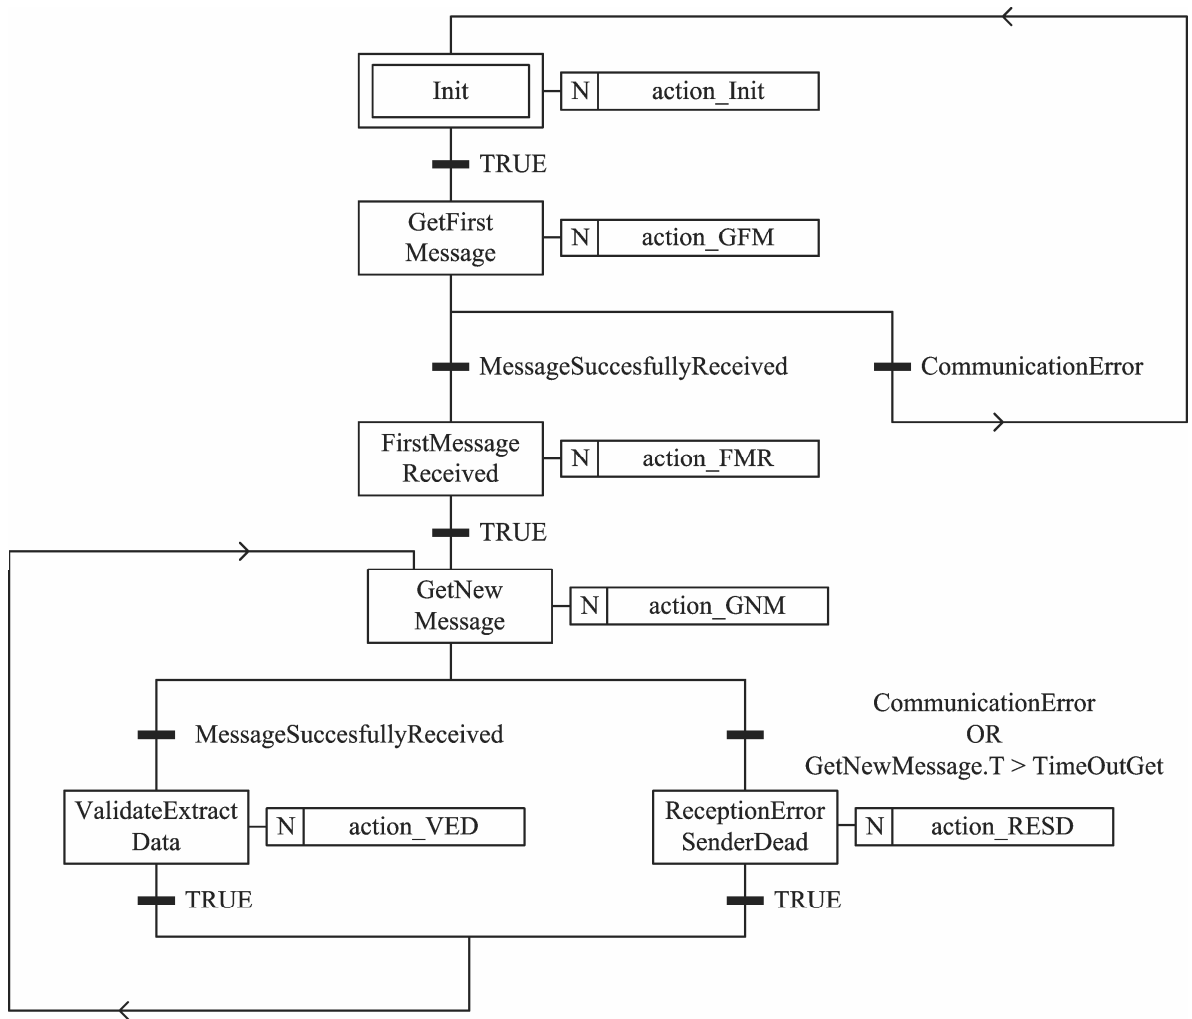 Init
N
action_Init
TRUE
GetFirst
Message
N
action_GFM
MessageSuccesfullyReceived
CommunicationError
FirstMessage
Received
N
action_FMR
TRUE
GetNew
Message
N
action_GNM
MessageSuccesfullyReceived
CommunicationError
OR
GetNewMessage.T > TimeOutGet
ValidateExtract
Data
N
action_VED
ReceptionError
SenderDead
N
action_RESD
TRUE
TRUE